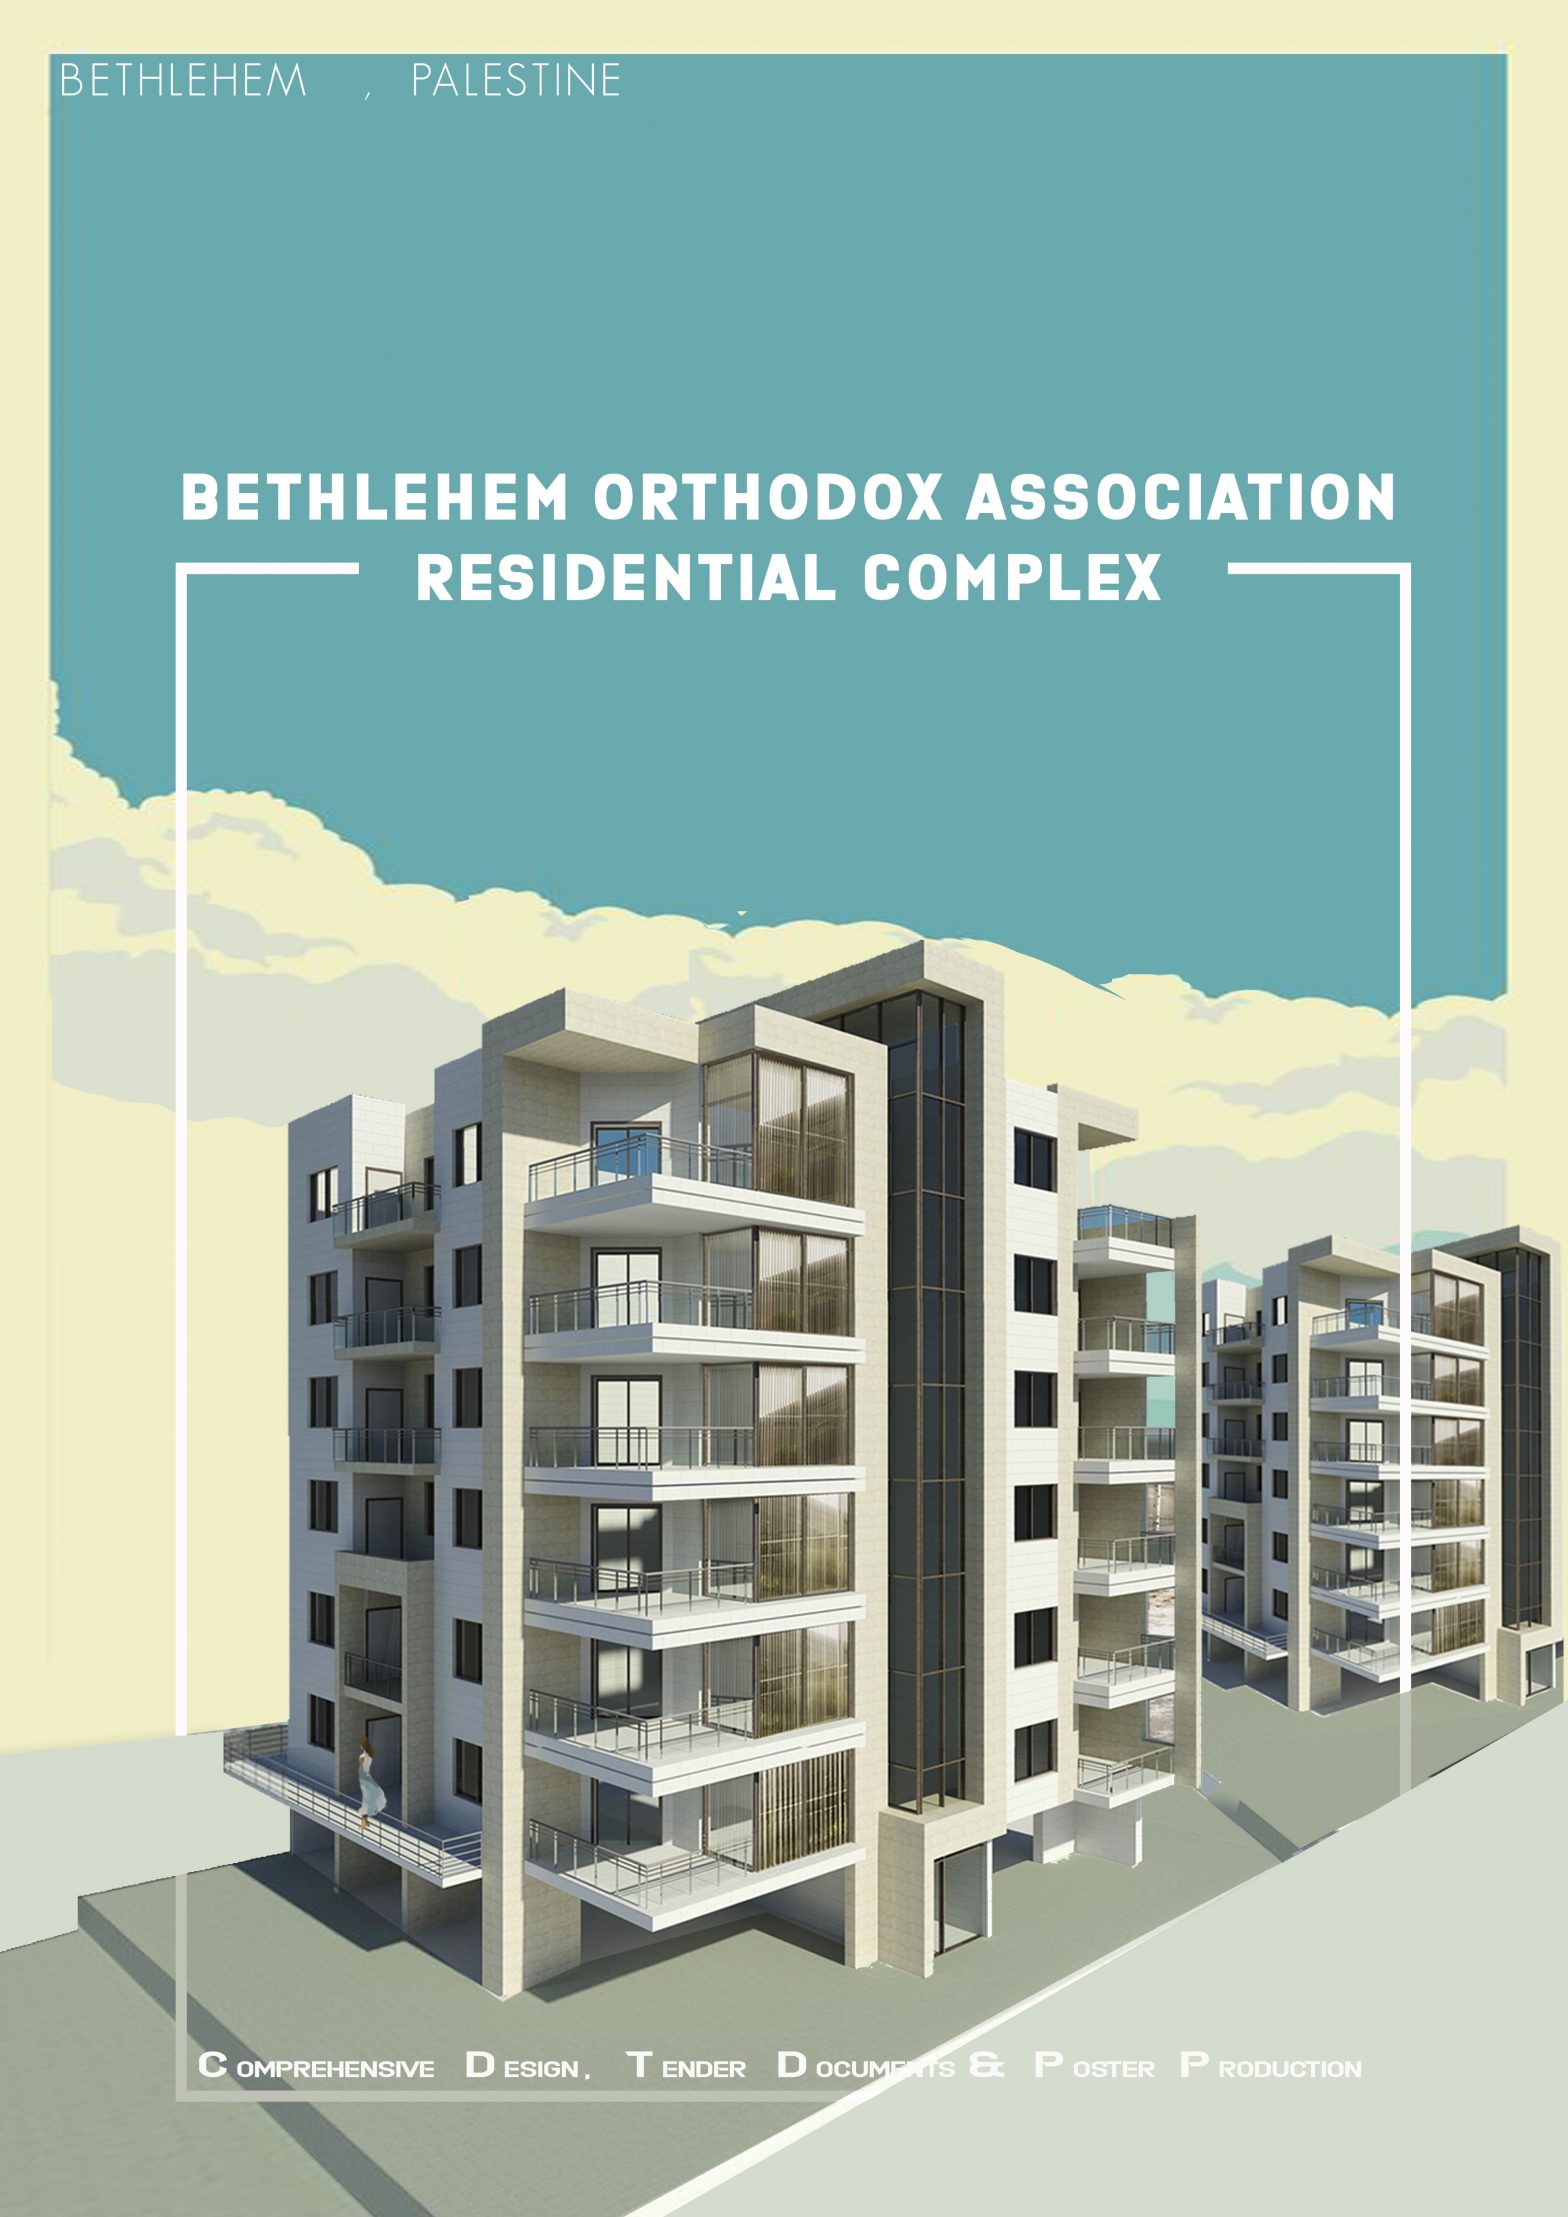 BETHLEHEM , PALESTINE
BETHLEHEM ORTHODOX ASSOCIATION
RESIDENTIAL COMPLEX
COMPREHENSIVE DESIGN, TENDER DOCUMENTS & POSTER PRODUCTION